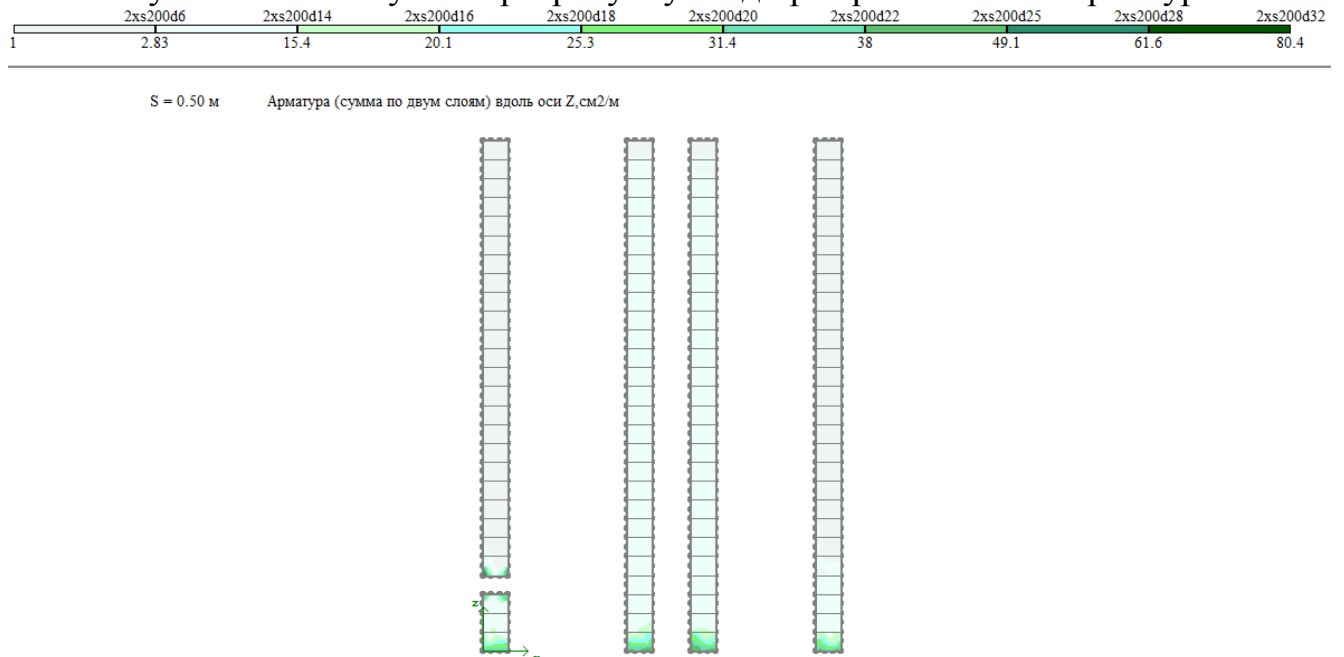 2xs200d6 2xs200d14 2xs200d16 2xs200d18 2xs200d20 2xs200d22 2xs200d25 2xs200d28 2xs200d32
1 2.83 15.4 20.1 25.3 31.4 38 49.1 61.6 80.4
S = 0.50 м Арматура (сумма по двум слоям) вдоль оси Z,см2/м
z